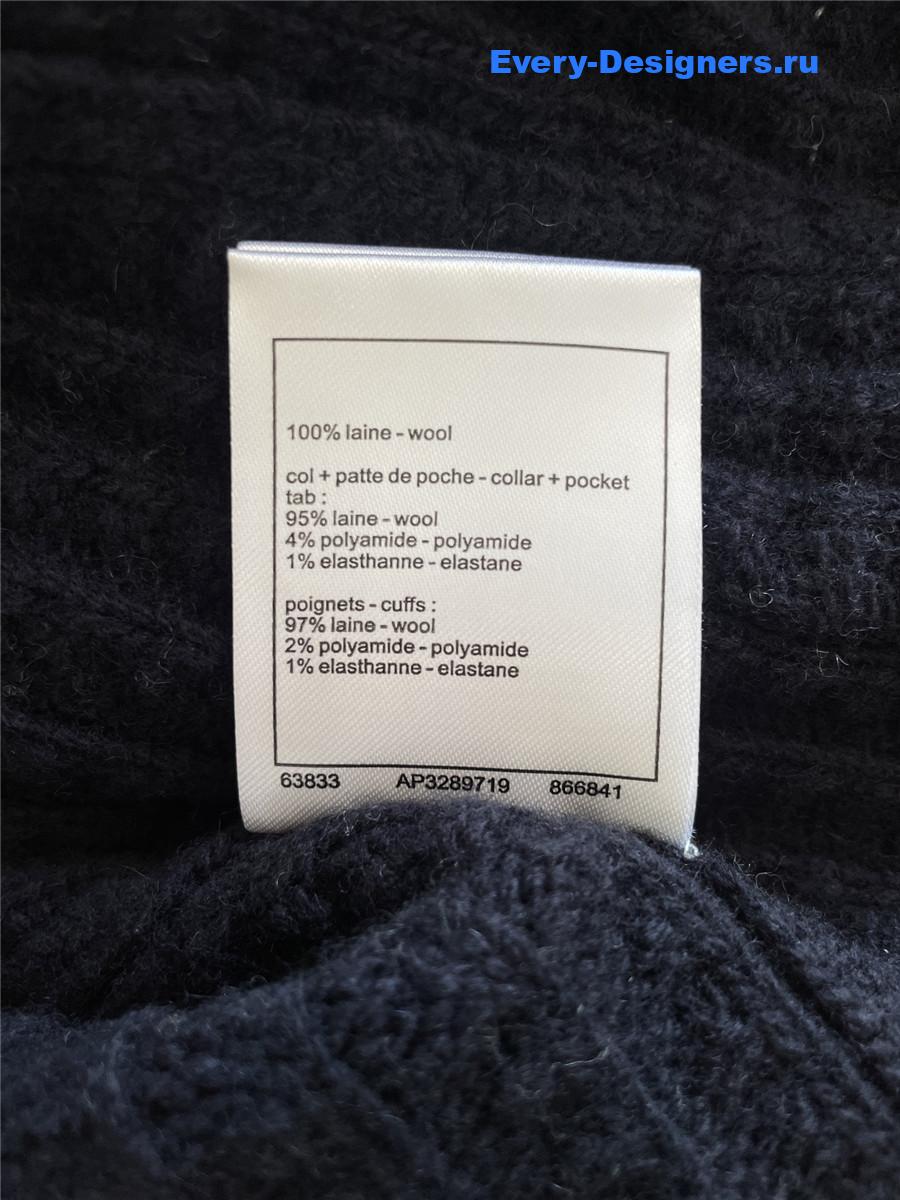 Every-Designers.ru
100% laine - wool
col + patte de poche - collar + pocket
tab :
95% laine - wool
4% polyamide - polyamide
1% elasthanne - elastane
poignets - cuffs :
97% laine - wool
2% polyamide - polyamide
1% elasthanne - elastane
63833 AP3289719 866841